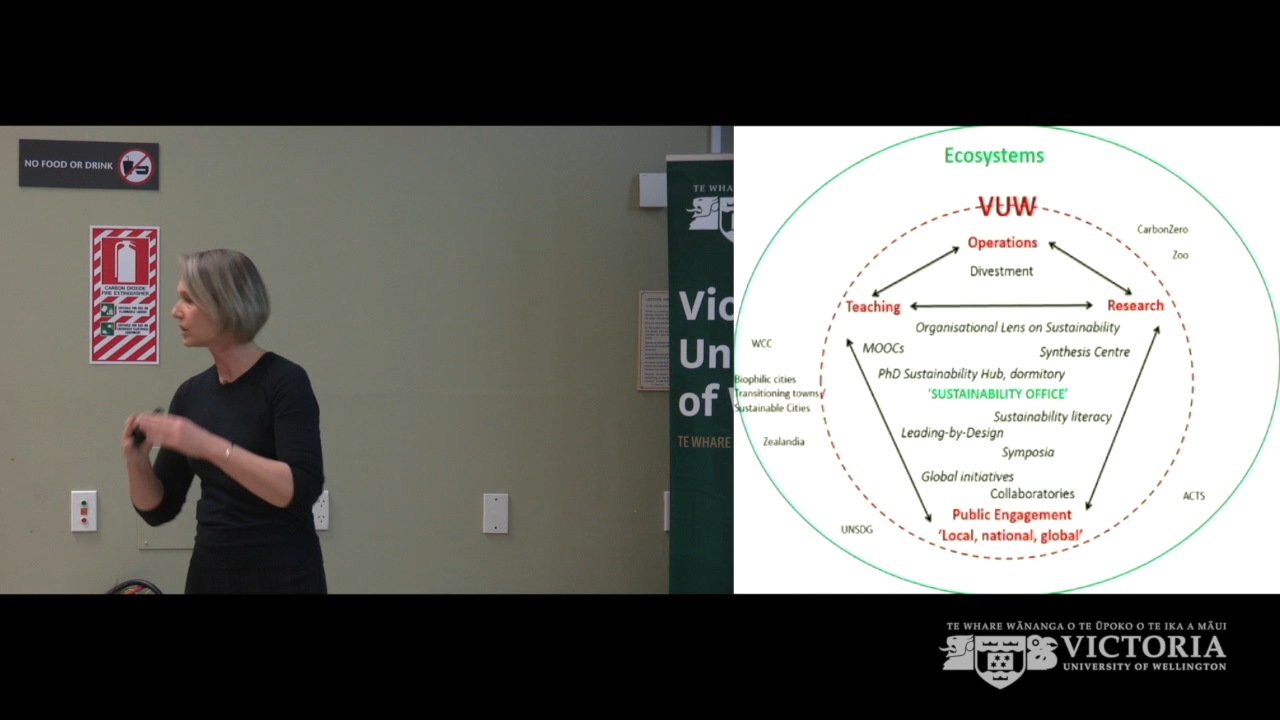 NO FOOD OR DRINK
CARBON DIOXIDE
FIRE EXTINGUISHER
TE WHA
Vic
Un
of
TE WHARE
Ecosystems
VUW
Operations
Divestment
CarbonZero
Zoo
Teaching
Research
Organisational Lens on Sustainability
WCC
MOOCs
Synthesis Centre
PhD Sustainability Hub, dormitory
Biophilic cities
Transitioning towns/
Sustainable Cities
'SUSTAINABILITY OFFICE'
Sustainability literacy
Leading-by-Design
Zealandia
Symposia
Global initiatives
Collaboratories
ACTS
Public Engagement
'Local, national, global'
UNSDG
TE WHARE WĀNANGA O TE ŪPOKO O TE IKA A MĀUI
VICTORIA
UNIVERSITY OF WELLINGTON